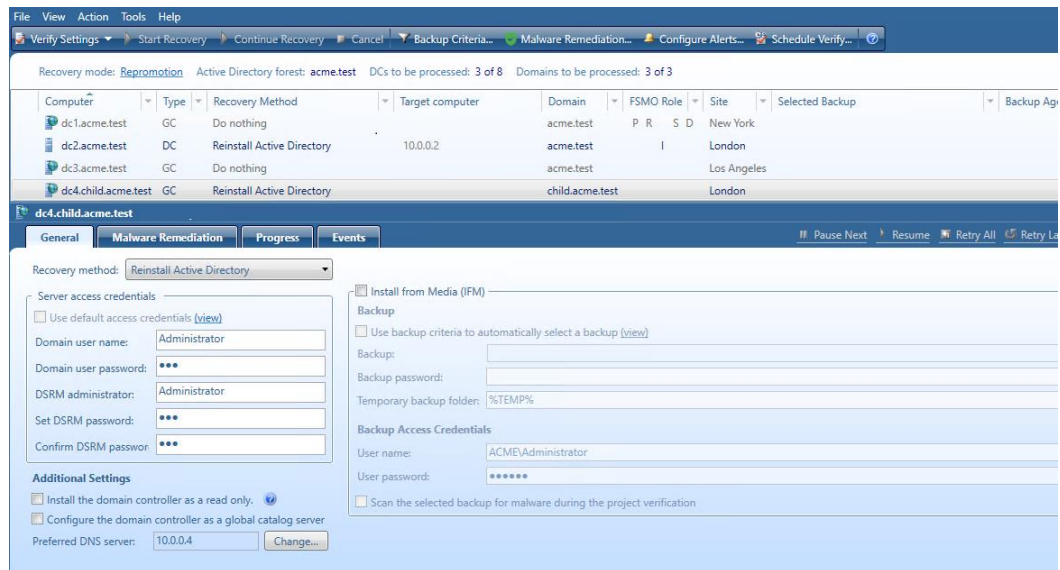 File View Action Tools Help
Verify Settings Start Recovery Continue Recovery Cancel Backup Criteria... Malware Remediation... Configure Alerts... Schedule Verify...
Recovery mode: Repromotion Active Directory forest: acme.test DCs to be processed: 3 of 8 Domains to be processed: 3 of 3
Computer Type Recovery Method Target computer Domain FSMO Role Site Selected Backup Backup Age
dc1.acme.test GC Do nothing acme.test P R S D New York
dc2.acme.test DC Reinstall Active Directory 10.0.0.2 acme.test I London
dc3.acme.test GC Do nothing acme.test Los Angeles
dc4.child.acme.test GC Reinstall Active Directory child.acme.test London
dc4.child.acme.test
General Malware Remediation Progress Events Pause Next Resume Retry All Retry La
Recovery method: Reinstall Active Directory
Server access credentials
Use default access credentials (view)
Domain user name: Administrator
Domain user password: •••
DSRM administrator: Administrator
Set DSRM password: •••
Confirm DSRM passwor •••
Additional Settings
Install the domain controller as a read only.
Configure the domain controller as a global catalog server
Preferred DNS server: 10.0.0.4 Change...
Install from Media (IFM)
Backup
Use backup criteria to automatically select a backup (view)
Backup:
Backup password:
Temporary backup folder: %TEMP%
Backup Access Credentials
User name: ACME\Administrator
User password: ••••••
Scan the selected backup for malware during the project verification